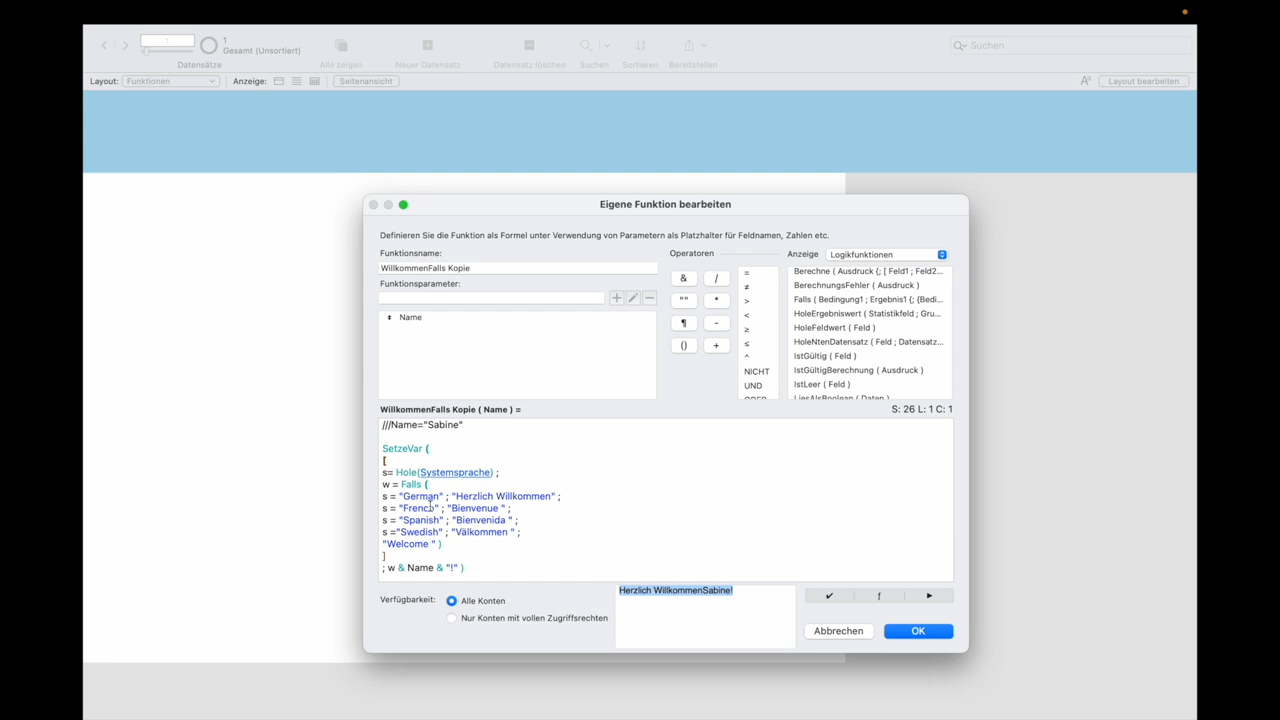 1
1
Gesamt (Unsortiert)
Datensätze
Alle zeigen
Neuer Datensatz
Datensatz löschen
Suchen
Sortieren
Bereitstellen
Suchen
Layout: Funktionen
Anzeige:
Seitenansicht
Layout bearbeiten
Eigene Funktion bearbeiten
Definieren Sie die Funktion als Formel unter Verwendung von Parametern als Platzhalter für Feldnamen, Zahlen etc.
Funktionsname:
WillkommenFalls Kopie
Funktionsparameter:
Name
Operatoren
& /
"" *
¶ -
() +
=
≠
>
<
≥
≤
^
NICHT
UND
ODER
Anzeige Logikfunktionen
Berechne ( Ausdruck {; [ Feld1 ; Feld2...
BerechnungsFehler ( Ausdruck )
Falls ( Bedingung1 ; Ergebnis1 {; {Bedi...
HoleErgebniswert ( Statistikfeld ; Gru...
HoleFeldwert ( Feld )
HoleNtenDatensatz ( Feld ; Datensatz...
IstGültig ( Feld )
IstGültigBerechnung ( Ausdruck )
IstLeer ( Feld )
LiesAlsBoolean ( Daten )
WillkommenFalls Kopie ( Name ) =
S: 26 L: 1 C: 1
///Name="Sabine"
SetzeVar (
[
s= Hole(Systemsprache) ;
w = Falls (
s = "German" ; "Herzlich Willkommen" ;
s = "French" ; "Bienvenue " ;
s = "Spanish" ; "Bienvenida " ;
s ="Swedish" ; "Välkommen " ;
"Welcome " )
]
; w & Name & "!" )
Verfügbarkeit:
Alle Konten
Nur Konten mit vollen Zugriffsrechten
Herzlich WillkommenSabine!
Abbrechen
OK